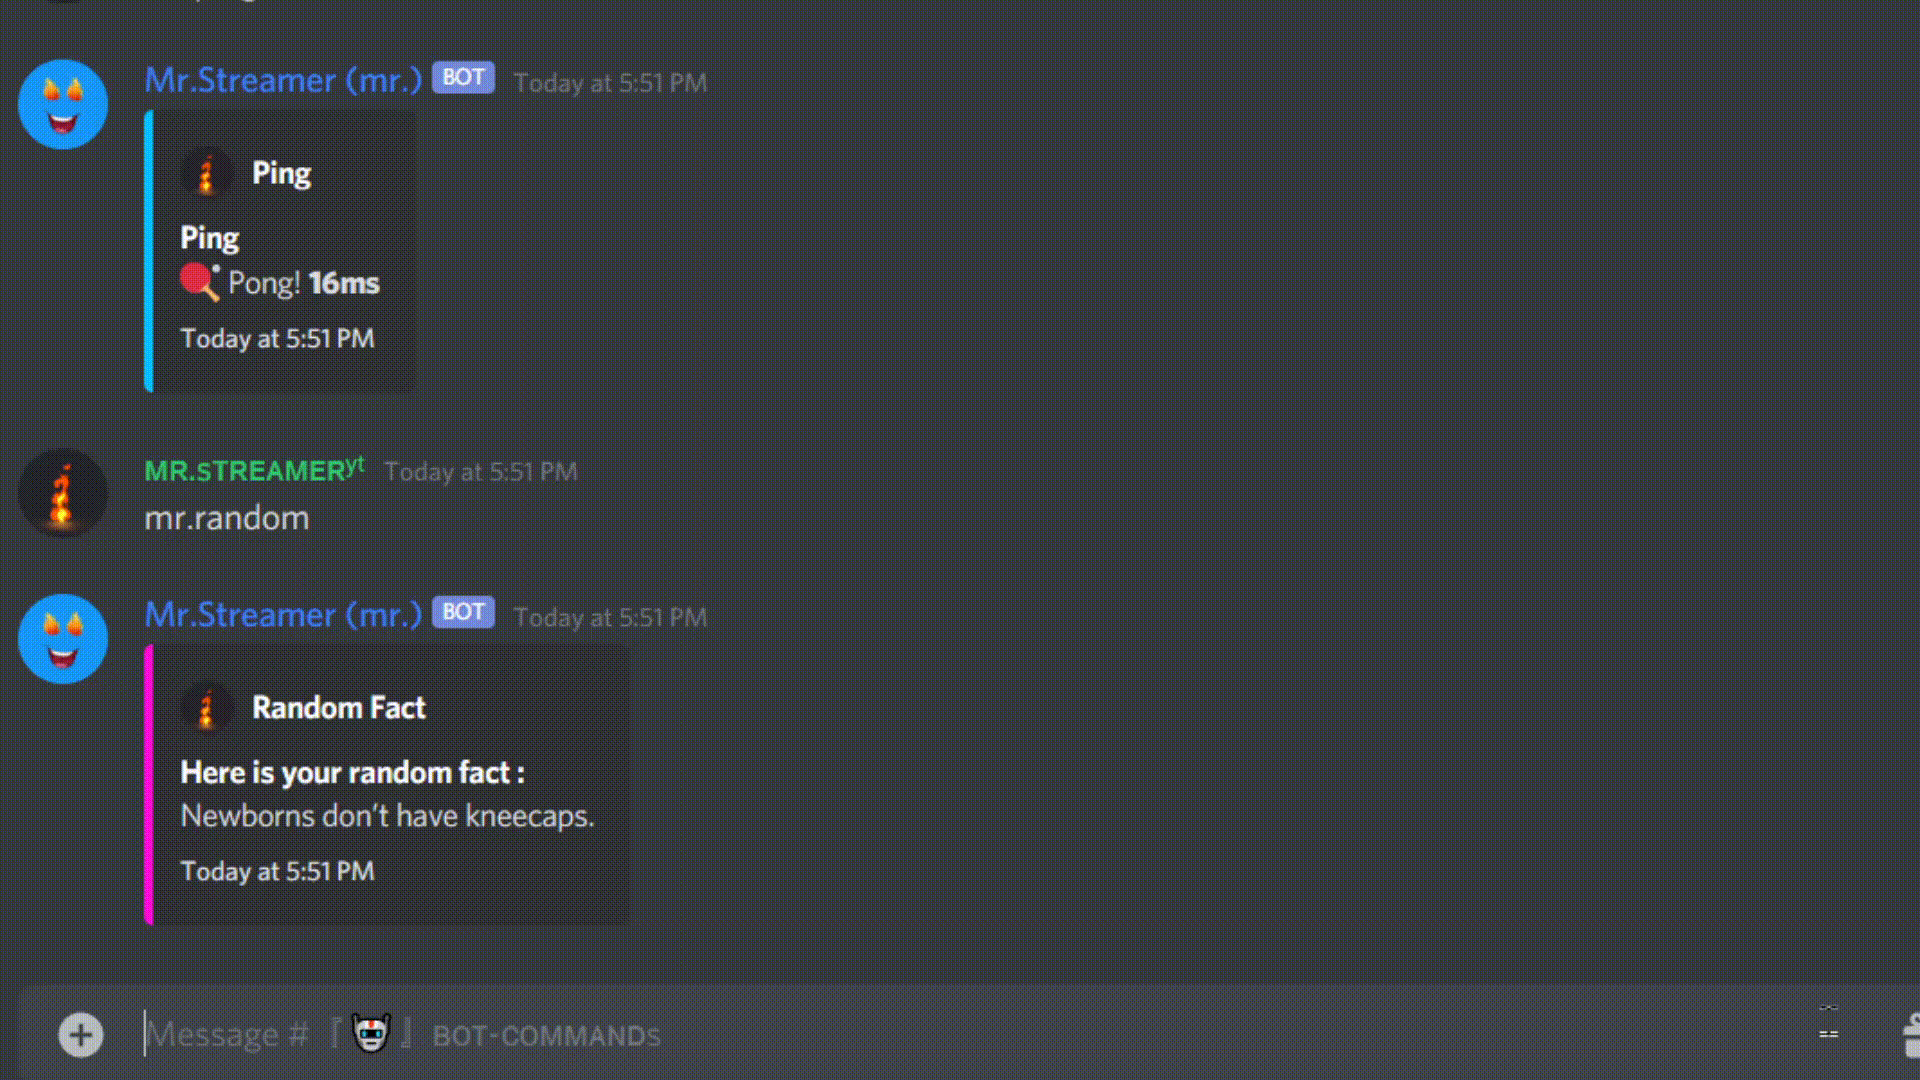 Mr.Streamer (mr.) BOT Today at 5:51 PM
Ping
Ping
Pong! 16ms
Today at 5:51 PM
MR.sTREAMERyt Today at 5:51 PM
mr.random
Mr.Streamer (mr.) BOT Today at 5:51 PM
Random Fact
Here is your random fact :
Newborns don't have kneecaps.
Today at 5:51 PM
Message # 『 』 BOT-COMMANDs